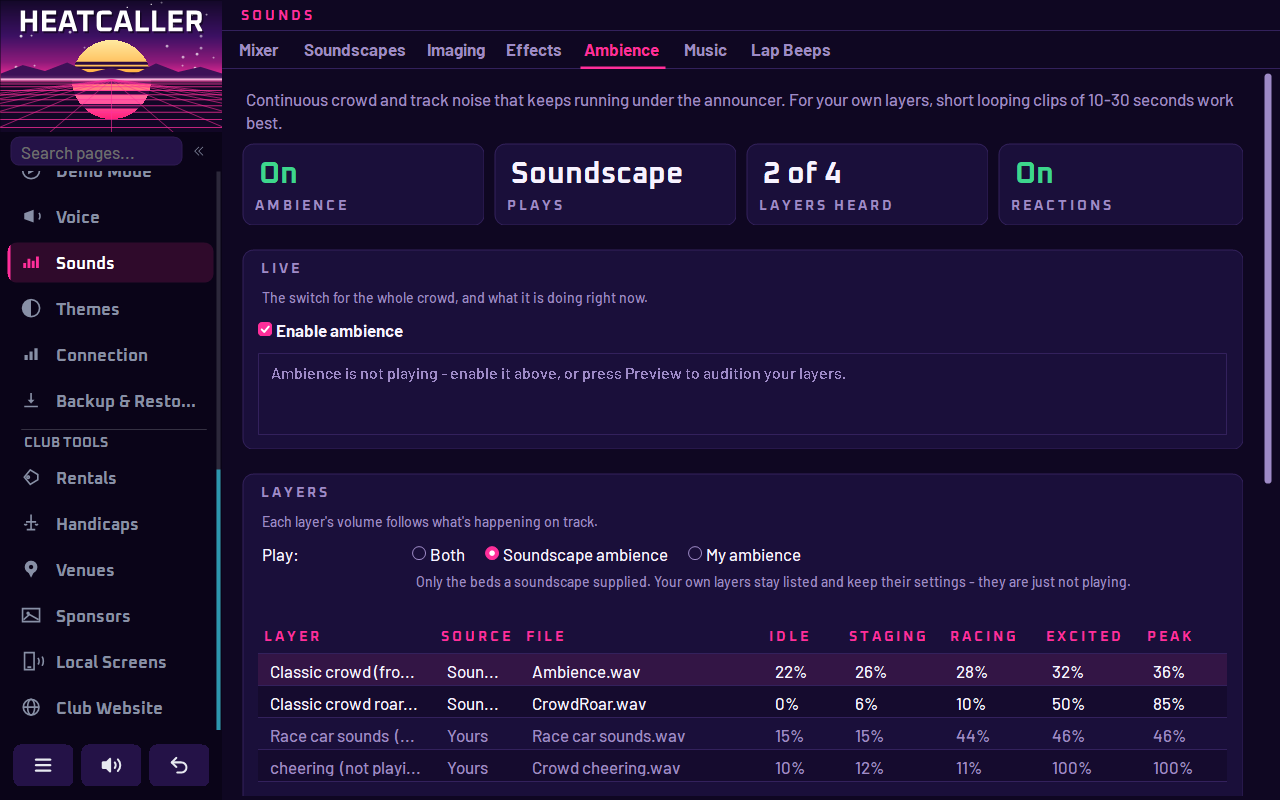 HEATCALLER
Search pages...
Demo Mode
Voice
Sounds
Themes
Connection
Backup & Resto...
CLUB TOOLS
Rentals
Handicaps
Venues
Sponsors
Local Screens
Club Website
SOUNDS
Mixer Soundscapes Imaging Effects Ambience Music Lap Beeps
Continuous crowd and track noise that keeps running under the announcer. For your own layers, short looping clips of 10-30 seconds work
best.
On Soundscape 2 of 4 On
AMBIENCE PLAYS LAYERS HEARD REACTIONS
LIVE
The switch for the whole crowd, and what it is doing right now.
Enable ambience
Ambience is not playing - enable it above, or press Preview to audition your layers.
LAYERS
Each layer's volume follows what's happening on track.
Play: Both Soundscape ambience My ambience
Only the beds a soundscape supplied. Your own layers stay listed and keep their settings - they are just not playing.
LAYER SOURCE FILE IDLE STAGING RACING EXCITED PEAK
Classic crowd (fro... Soun... Ambience.wav 22% 26% 28% 32% 36%
Classic crowd roar... Soun... CrowdRoar.wav 0% 6% 10% 50% 85%
Race car sounds (... Yours Race car sounds.wav 15% 15% 44% 46% 46%
cheering (not playi... Yours Crowd cheering.wav 10% 12% 11% 100% 100%